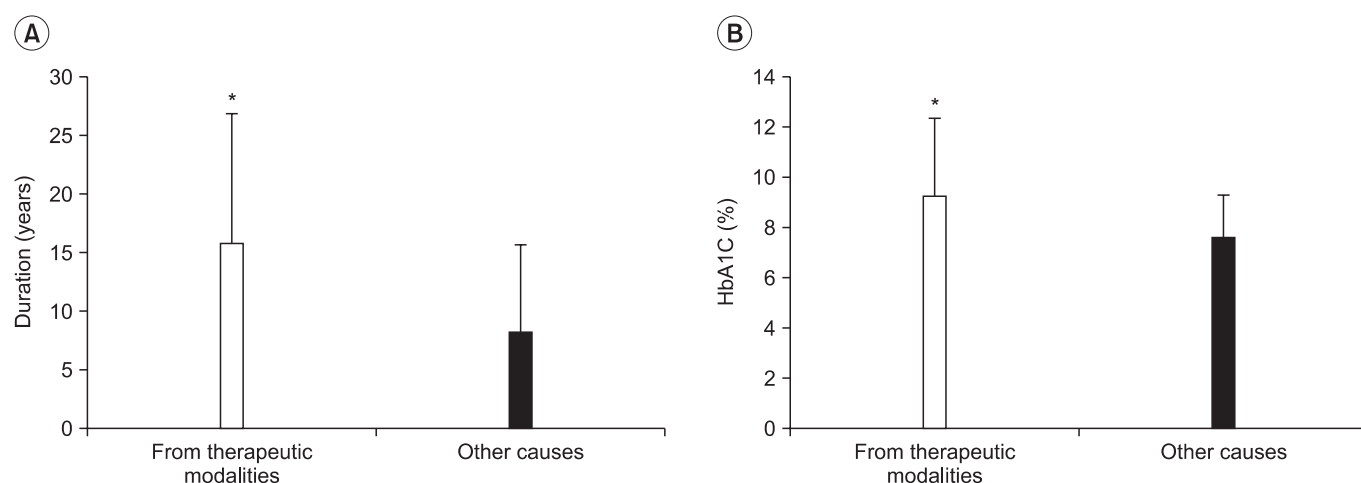 A
Duration (years)
30
25
20
15
10
5
0
*
From therapeutic
modalities
Other causes
B
HbA1C (%)
14
12
10
8
6
4
2
0
*
From therapeutic
modalities
Other causes